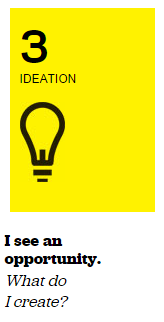 3
IDEATION
I see an
opportunity.
What do
I create?